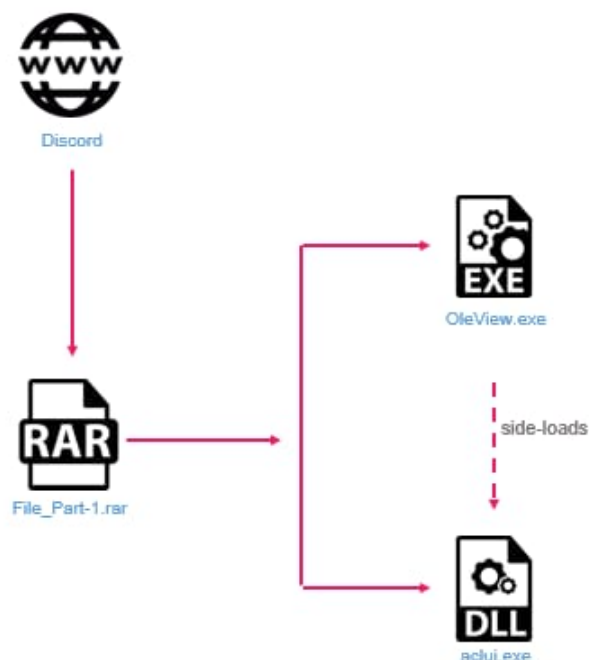 WWW
Discord
EXE
OleView.exe
side-loads
RAR
File_Part-1.rar
DLL
aclui.exe